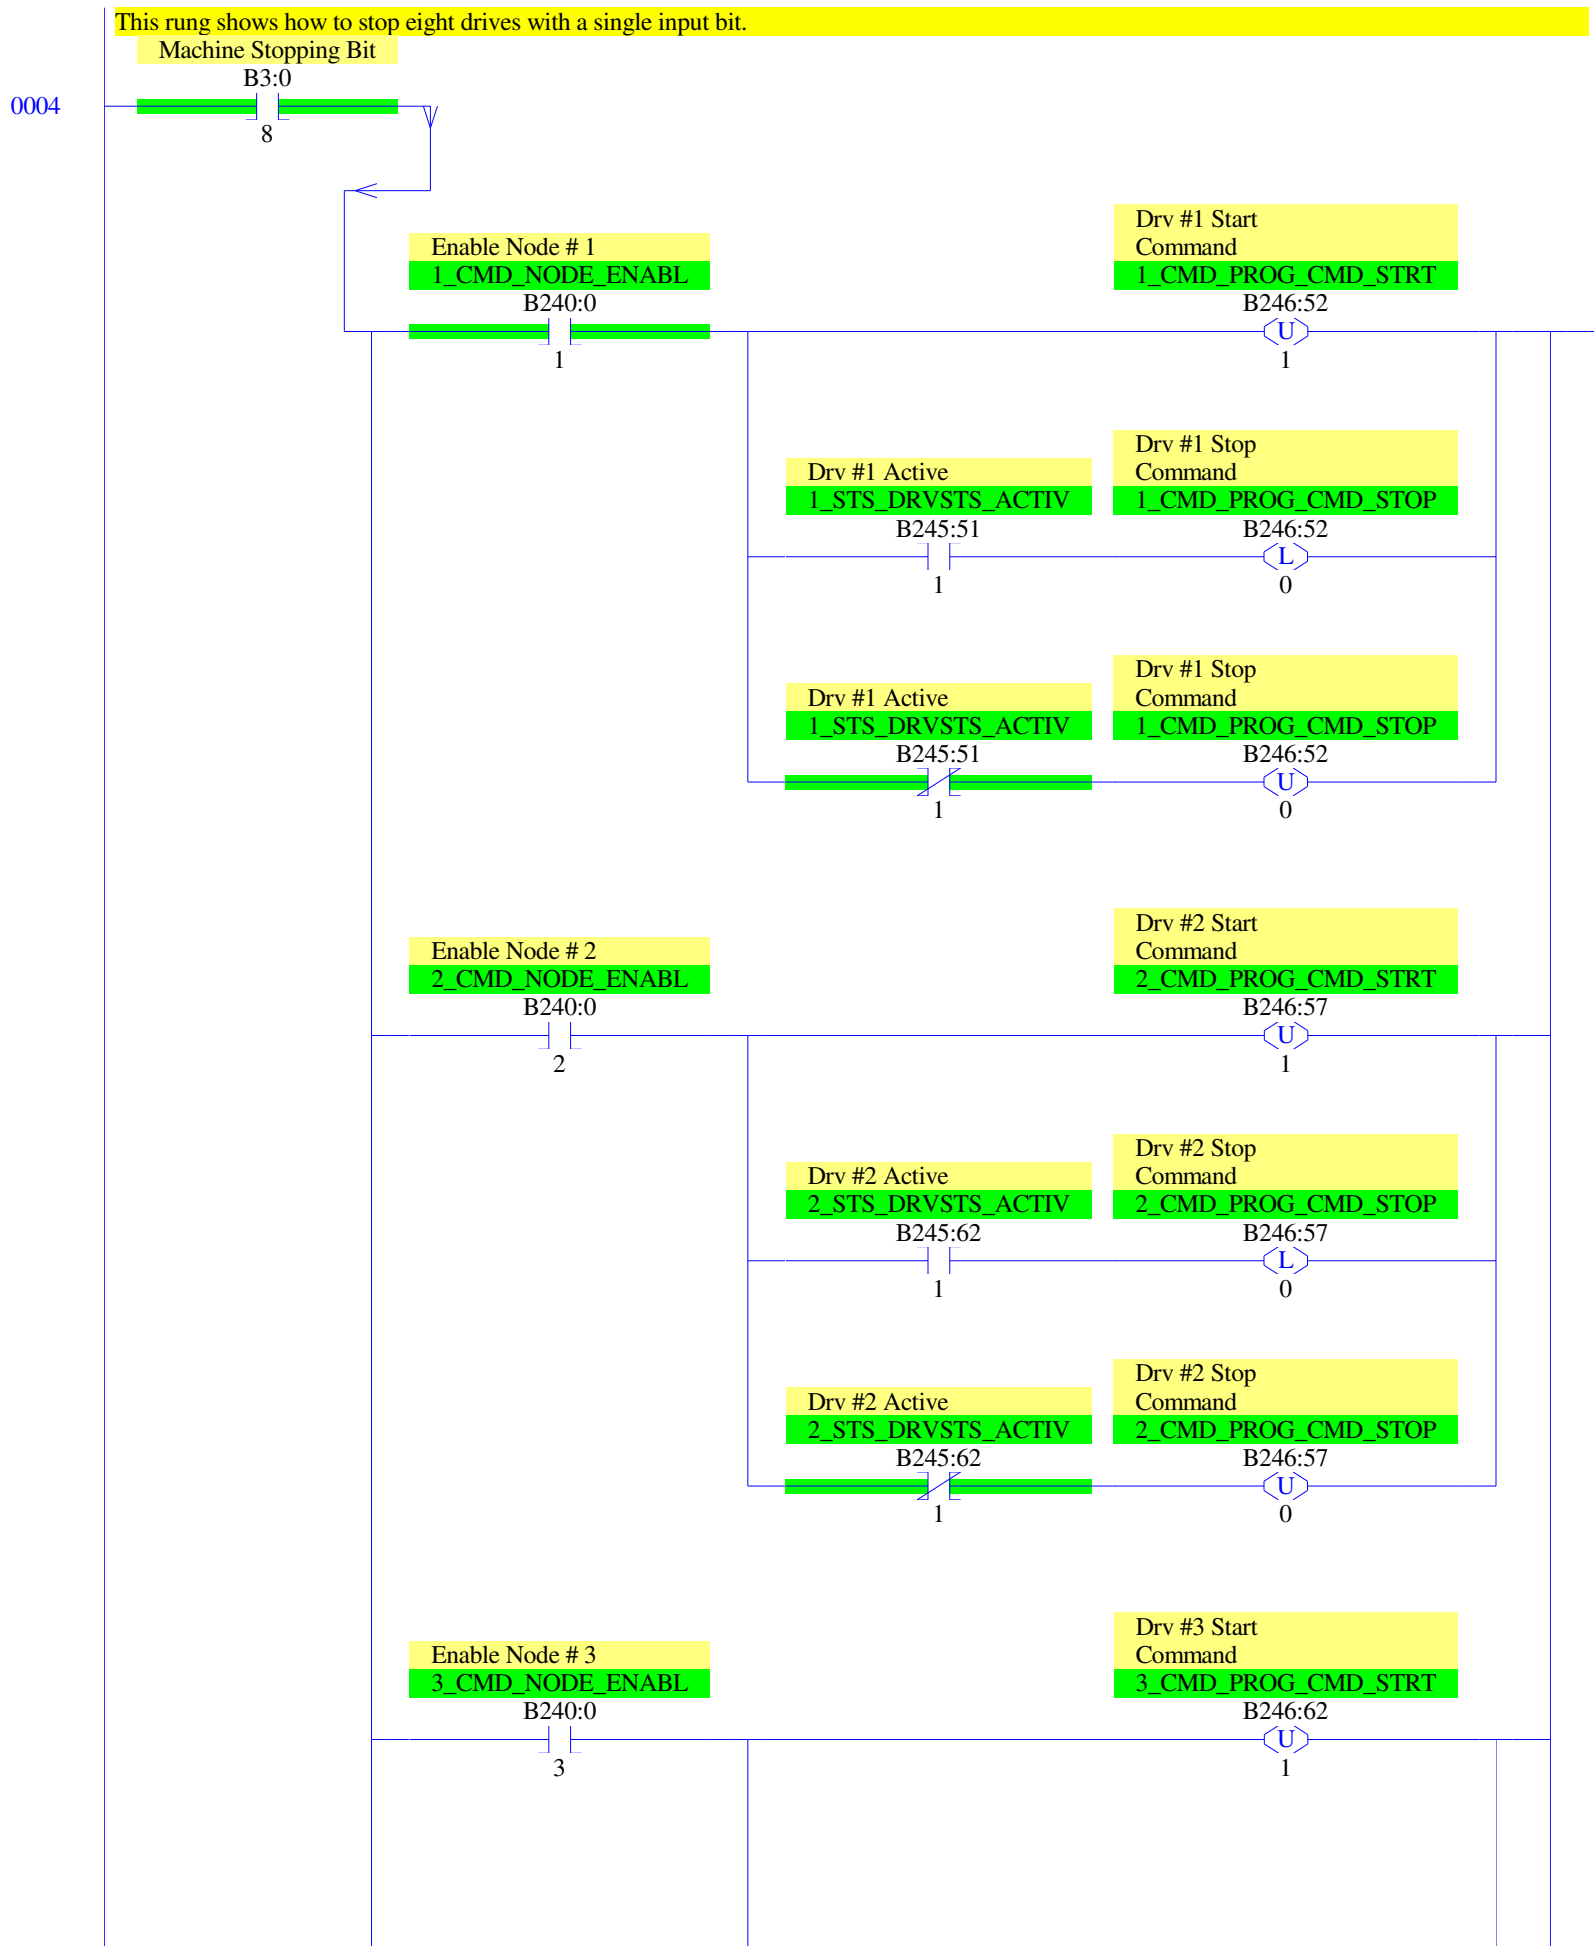 This rung shows how to stop eight drives with a single input bit.
Machine Stopping Bit
B3:0
0004
8
Drv #1 Start
Command
Enable Node # 1
1_CMD_NODE_ENABL
1_CMD_PROG_CMD_STRT
B240:0
B246:52
U
1
1
Drv #1 Stop
Command
Drv #1 Active
1_STS_DRVSTS_ACTIV
1_CMD_PROG_CMD_STOP
B245:51
B246:52
L
1
0
Drv #1 Stop
Command
Drv #1 Active
1_STS_DRVSTS_ACTIV
1_CMD_PROG_CMD_STOP
B245:51
B246:52
U
1
0
Drv #2 Start
Command
Enable Node # 2
2_CMD_NODE_ENABL
2_CMD_PROG_CMD_STRT
B240:0
B246:57
U
2
1
Drv #2 Stop
Command
Drv #2 Active
2_STS_DRVSTS_ACTIV
2_CMD_PROG_CMD_STOP
B245:62
B246:57
L
1
0
Drv #2 Stop
Command
Drv #2 Active
2_STS_DRVSTS_ACTIV
2_CMD_PROG_CMD_STOP
B245:62
B246:57
U
1
0
Drv #3 Start
Command
Enable Node # 3
3_CMD_NODE_ENABL
3_CMD_PROG_CMD_STRT
B240:0
B246:62
U
3
1